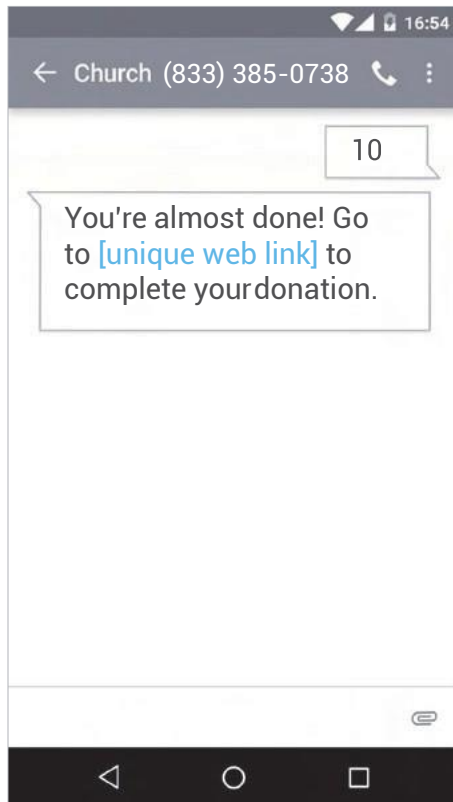 16:54
Church (833) 385-0738
10
You're almost done! Go
to [unique web link] to
complete yourdonation.